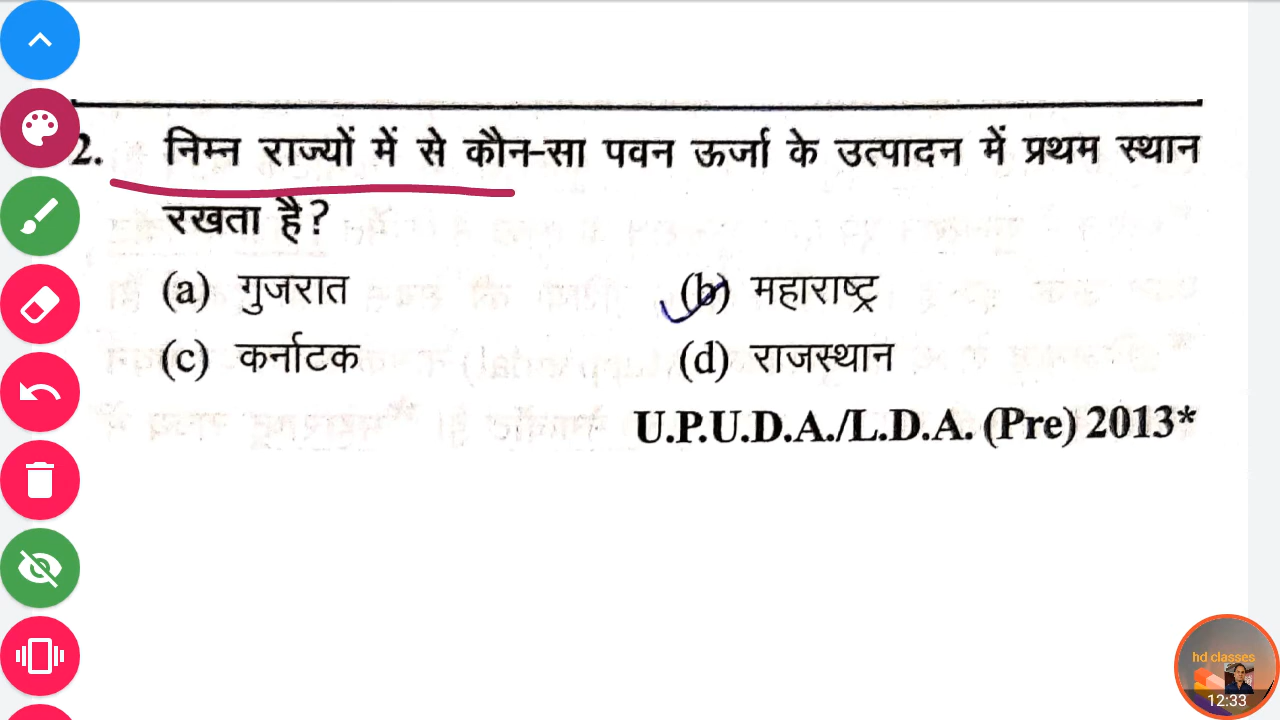 2. निम्न राज्यों में से कौन-सा पवन ऊर्जा के उत्पादन में प्रथम स्थान
रखता है?
(a) गुजरात (b) महाराष्ट्र
(c) कर्नाटक (d) राजस्थान
U.P.U.D.A./L.D.A. (Pre) 2013*
hd classes
12:33